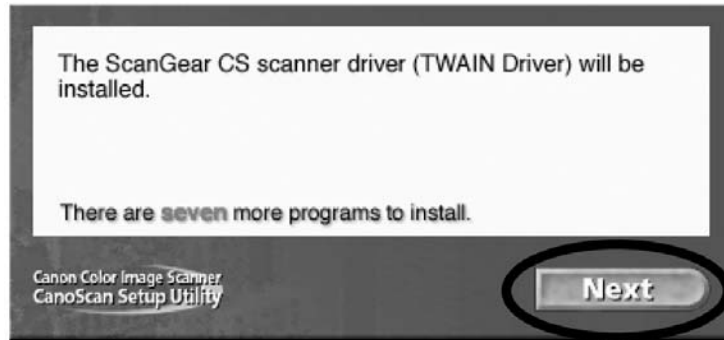 The ScanGear CS scanner driver (TWAIN Driver) will be
installed.
There are seven more programs to install.
Canon Color Image Scanner
CanoScan Setup Utility
Next